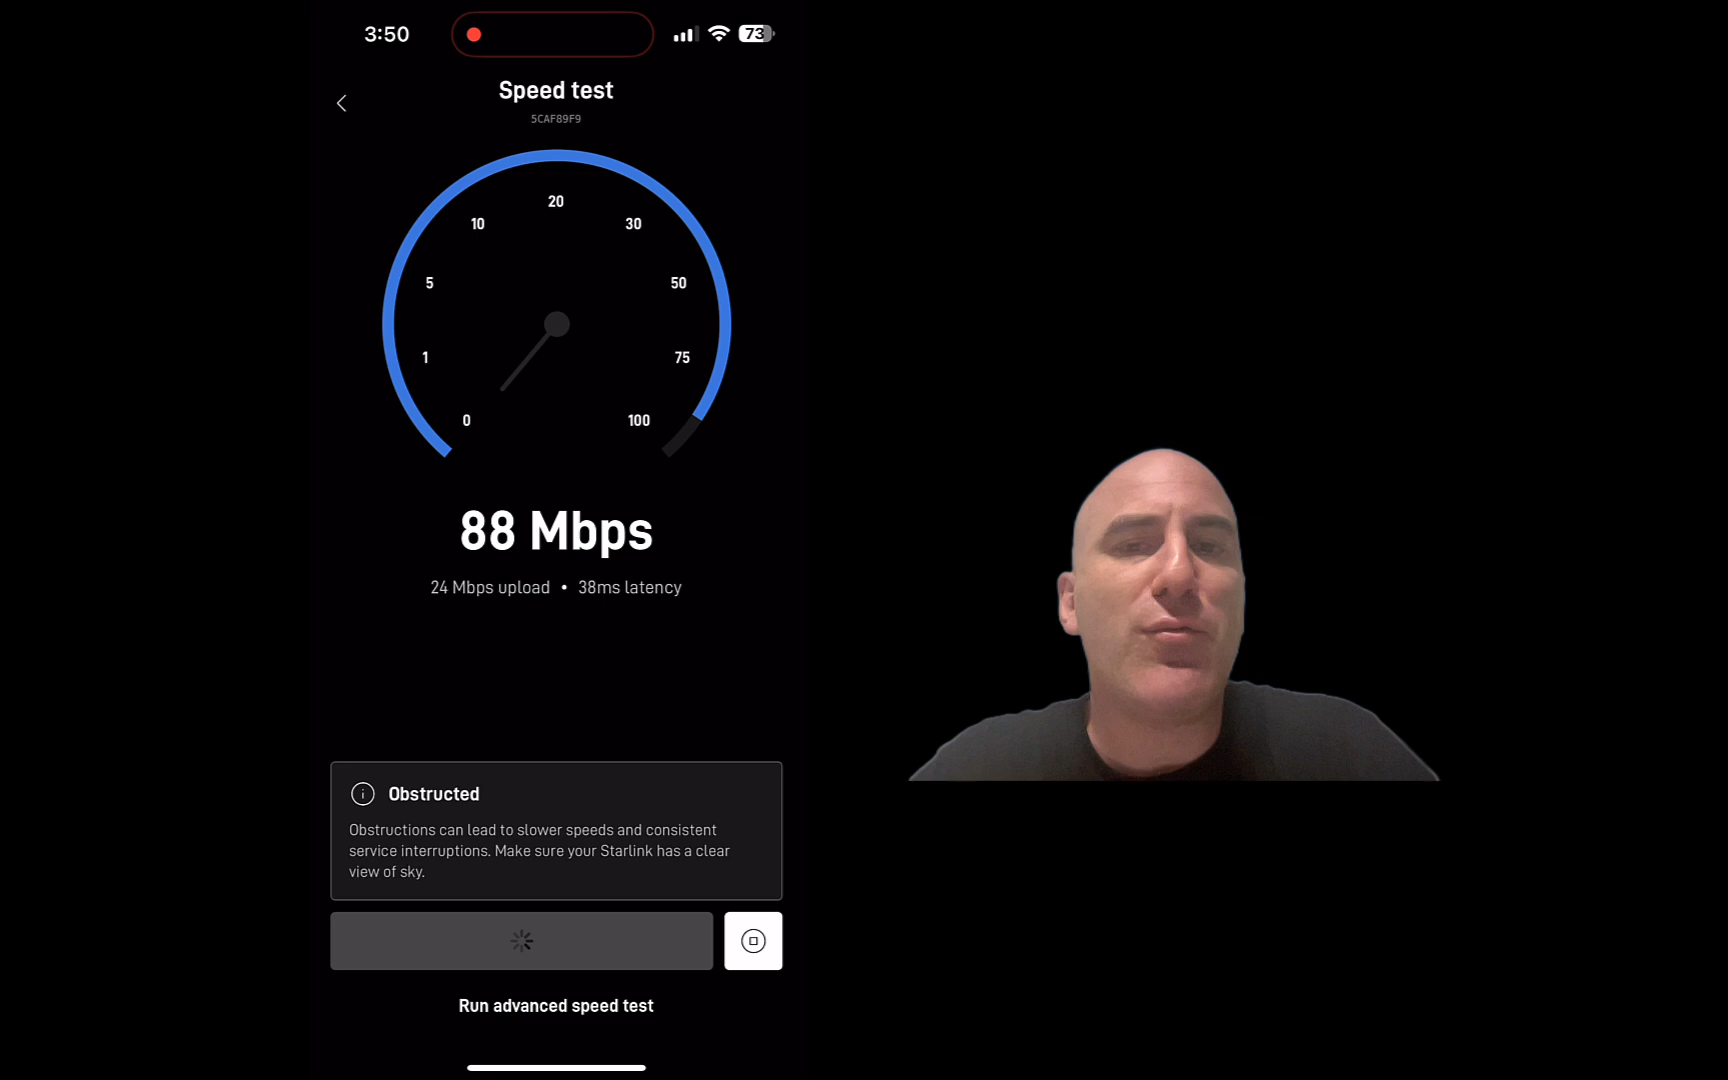 3:50
73
Speed test
5CAF89F9
20
10
30
5
50
1
75
0
100
88 Mbps
24 Mbps upload • 38ms latency
Obstructed
Obstructions can lead to slower speeds and consistent
service interruptions. Make sure your Starlink has a clear
view of sky.
Run advanced speed test